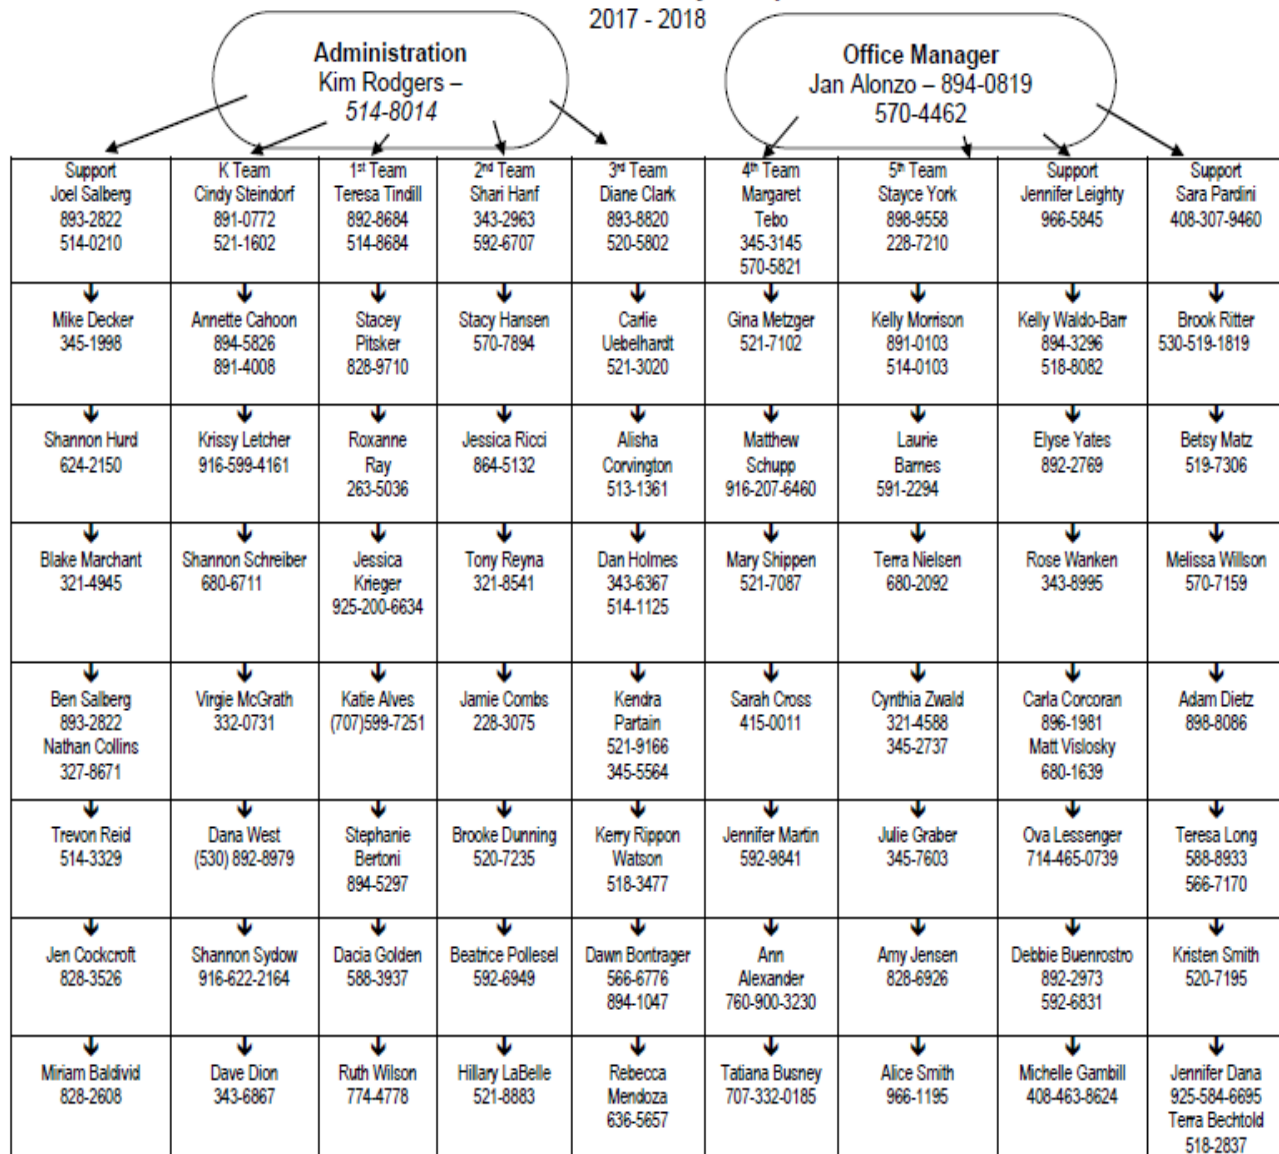 2017 - 2018
Administration
Kim Rodgers –
514-8014
Office Manager
Jan Alonzo – 894-0819
570-4462
Support
Joel Salberg
893-2822
514-0210
K Team
Cindy Steindorf
891-0772
521-1602
1st Team
Teresa Tindill
892-8684
514-8684
2nd Team
Shari Hanf
343-2963
592-6707
3rd Team
Diane Clark
893-8820
520-5802
4th Team
Margaret
Tebo
345-3145
570-5821
5th Team
Stayce York
898-9558
228-7210
Support
Jennifer Leighty
966-5845
Support
Sara Pardini
408-307-9460
Mike Decker
345-1998
Annette Cahoon
894-5826
891-4008
Stacey
Pitsker
828-9710
Stacy Hansen
570-7894
Carlie
Uebelhardt
521-3020
Gina Metzger
521-7102
Kelly Morrison
891-0103
514-0103
Kelly Waldo-Barr
894-3296
518-8082
Brook Ritter
530-519-1819
Shannon Hurd
624-2150
Krissy Letcher
916-599-4161
Roxanne
Ray
263-5036
Jessica Ricci
864-5132
Alisha
Corvington
513-1361
Matthew
Schupp
916-207-6460
Laurie
Barnes
591-2294
Elyse Yates
892-2769
Betsy Matz
519-7306
Blake Marchant
321-4945
Shannon Schreiber
680-6711
Jessica
Krieger
925-200-6634
Tony Reyna
321-8541
Dan Holmes
343-6367
514-1125
Mary Shippen
521-7087
Terra Nielsen
680-2092
Rose Wanken
343-8995
Melissa Willson
570-7159
Ben Salberg
893-2822
Nathan Collins
327-8671
Virgie McGrath
332-0731
Katie Alves
(707)599-7251
Jamie Combs
228-3075
Kendra
Partain
521-9166
345-5564
Sarah Cross
415-0011
Cynthia Zwald
321-4588
345-2737
Carla Corcoran
896-1981
Matt Vislosky
680-1639
Adam Dietz
898-8086
Trevon Reid
514-3329
Dana West
(530) 892-8979
Stephanie
Bertoni
894-5297
Brooke Dunning
520-7235
Kerry Rippon
Watson
518-3477
Jennifer Martin
592-9841
Julie Graber
345-7603
Ova Lessenger
714-465-0739
Teresa Long
588-8933
566-7170
Jen Cockcroft
828-3526
Shannon Sydow
916-622-2164
Dacia Golden
588-3937
Beatrice Pollesel
592-6949
Dawn Bontrager
566-6776
894-1047
Ann
Alexander
760-900-3230
Amy Jensen
828-6926
Debbie Buenrostro
892-2973
592-6831
Kristen Smith
520-7195
Miriam Baldivid
828-2608
Dave Dion
343-6867
Ruth Wilson
774-4778
Hillary LaBelle
521-8883
Rebecca
Mendoza
636-5657
Tatiana Busney
707-332-0185
Alice Smith
966-1195
Michelle Gambill
408-463-8624
Jennifer Dana
925-584-6695
Terra Bechtold
518-2837